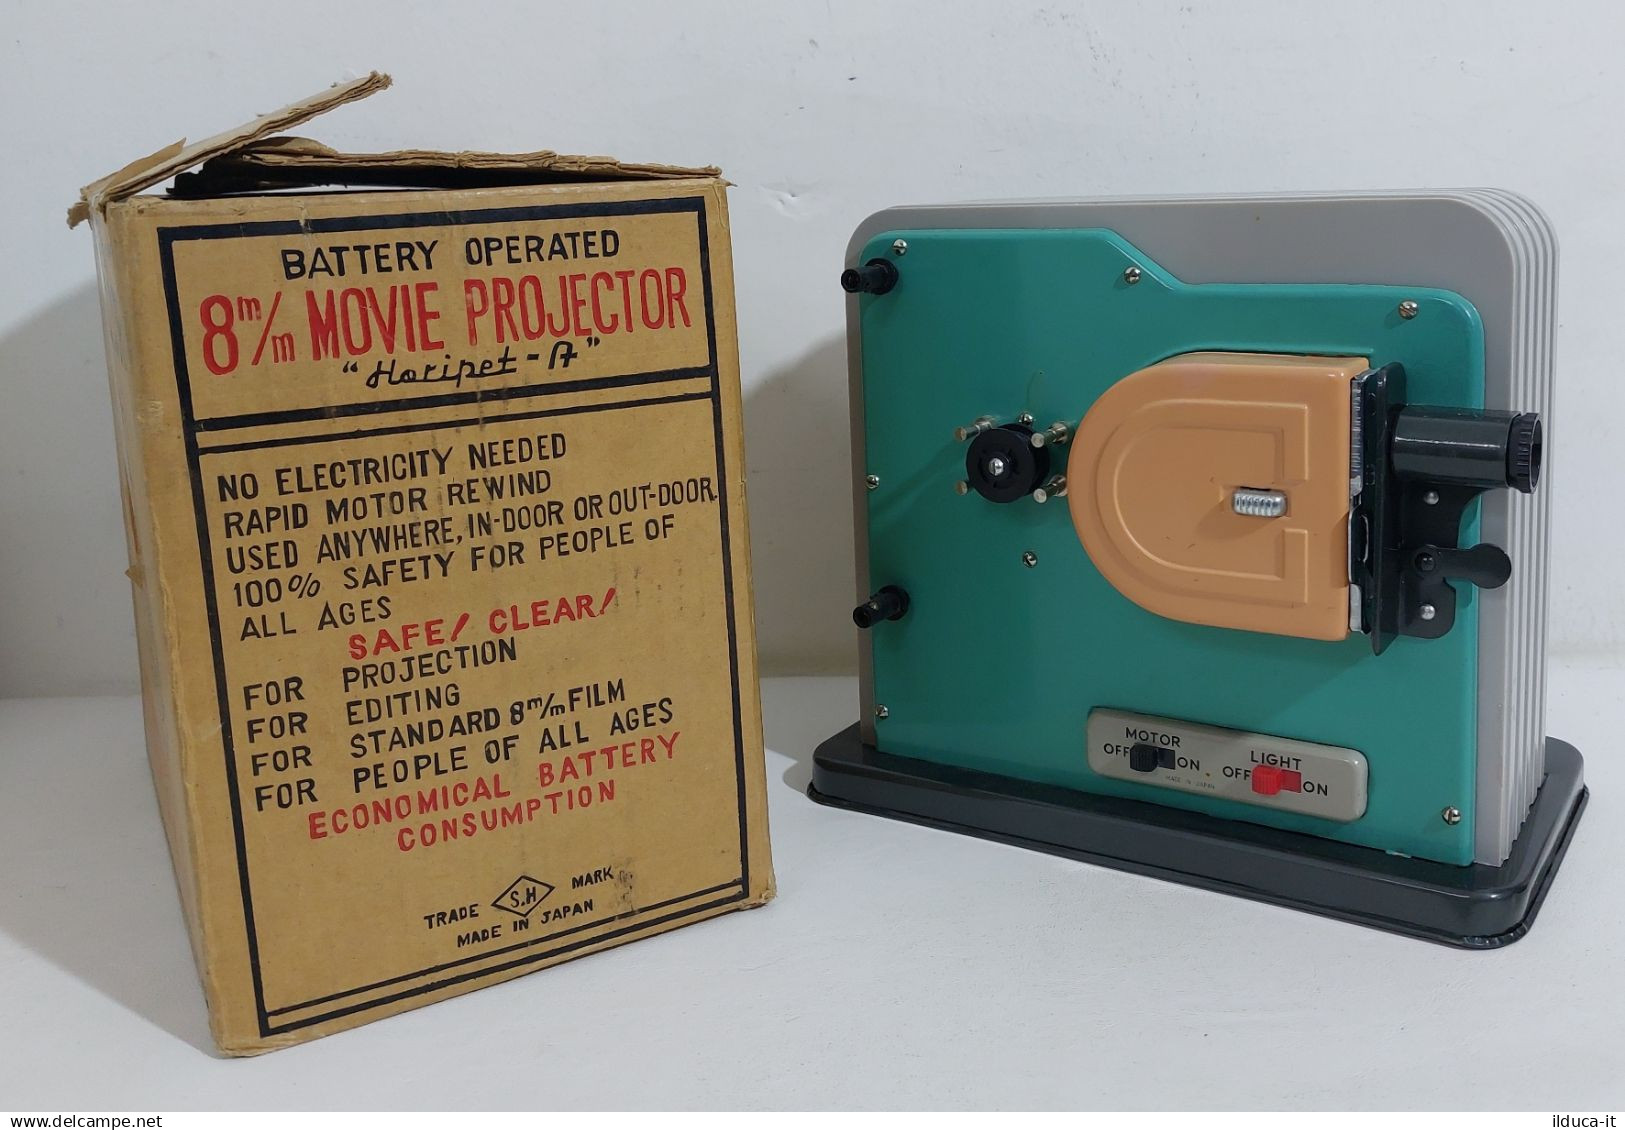 BATTERY OPERATED
8m/m MOVIE PROJECTOR
"Horipet-A"
NO ELECTRICITY NEEDED
RAPID MOTOR REWIND
USED ANYWHERE, IN-DOOR OR OUT-DOOR
100% SAFETY FOR PEOPLE OF
ALL AGES
SAFE! CLEAR!
FOR PROJECTION
FOR EDITING
FOR STANDARD 8m/m FILM
FOR PEOPLE OF ALL AGES
ECONOMICAL BATTERY
CONSUMPTION
TRADE S.H MARK
MADE IN JAPAN
MOTOR
OFF ON
MADE IN JAPAN
LIGHT
OFF ON
delcampe.net
ilduca-it